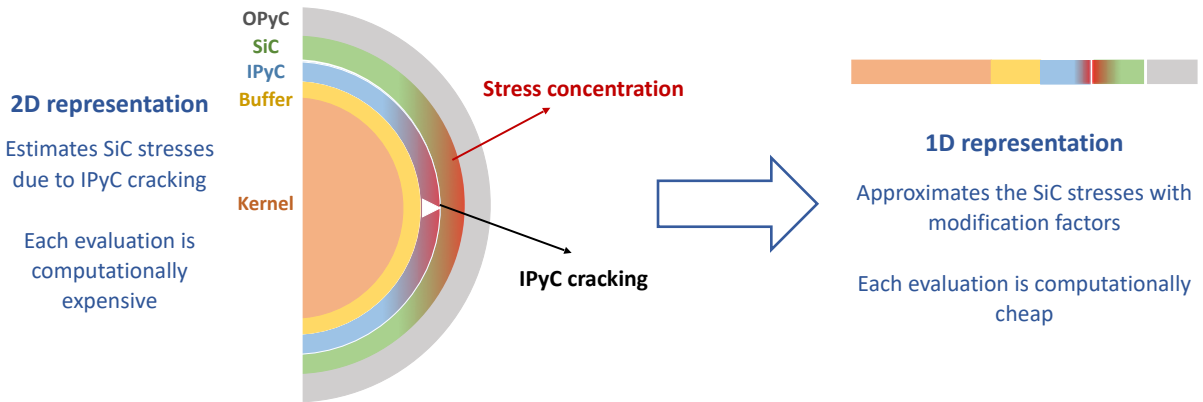 OPyC
SiC
IPyC
Buffer
Kernel
2D representation
Estimates SiC stresses
due to IPyC cracking
Each evaluation is
computationally
expensive
Stress concentration
IPyC cracking
1D representation
Approximates the SiC stresses with
modification factors
Each evaluation is computationally
cheap